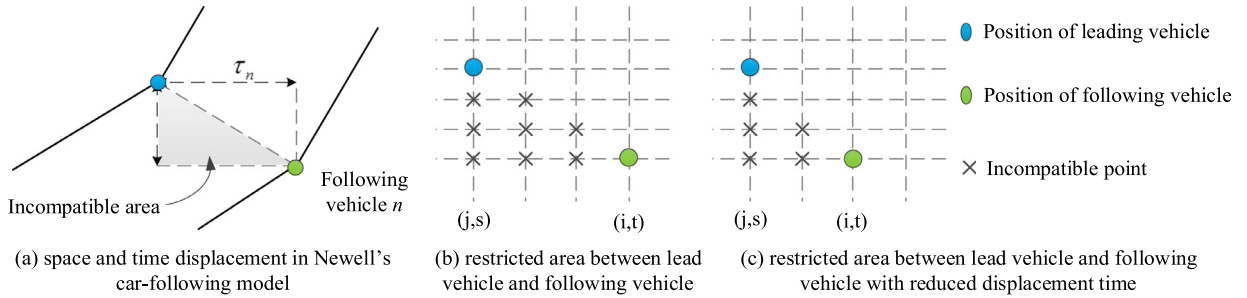 τn
Incompatible area
Following
vehicle n
(a) space and time displacement in Newell's
car-following model
(j,s)
(i,t)
(b) restricted area between lead
vehicle and following vehicle
(j,s)
(i,t)
(c) restricted area between lead vehicle and following
vehicle with reduced displacement time
Position of leading vehicle
Position of following vehicle
Incompatible point